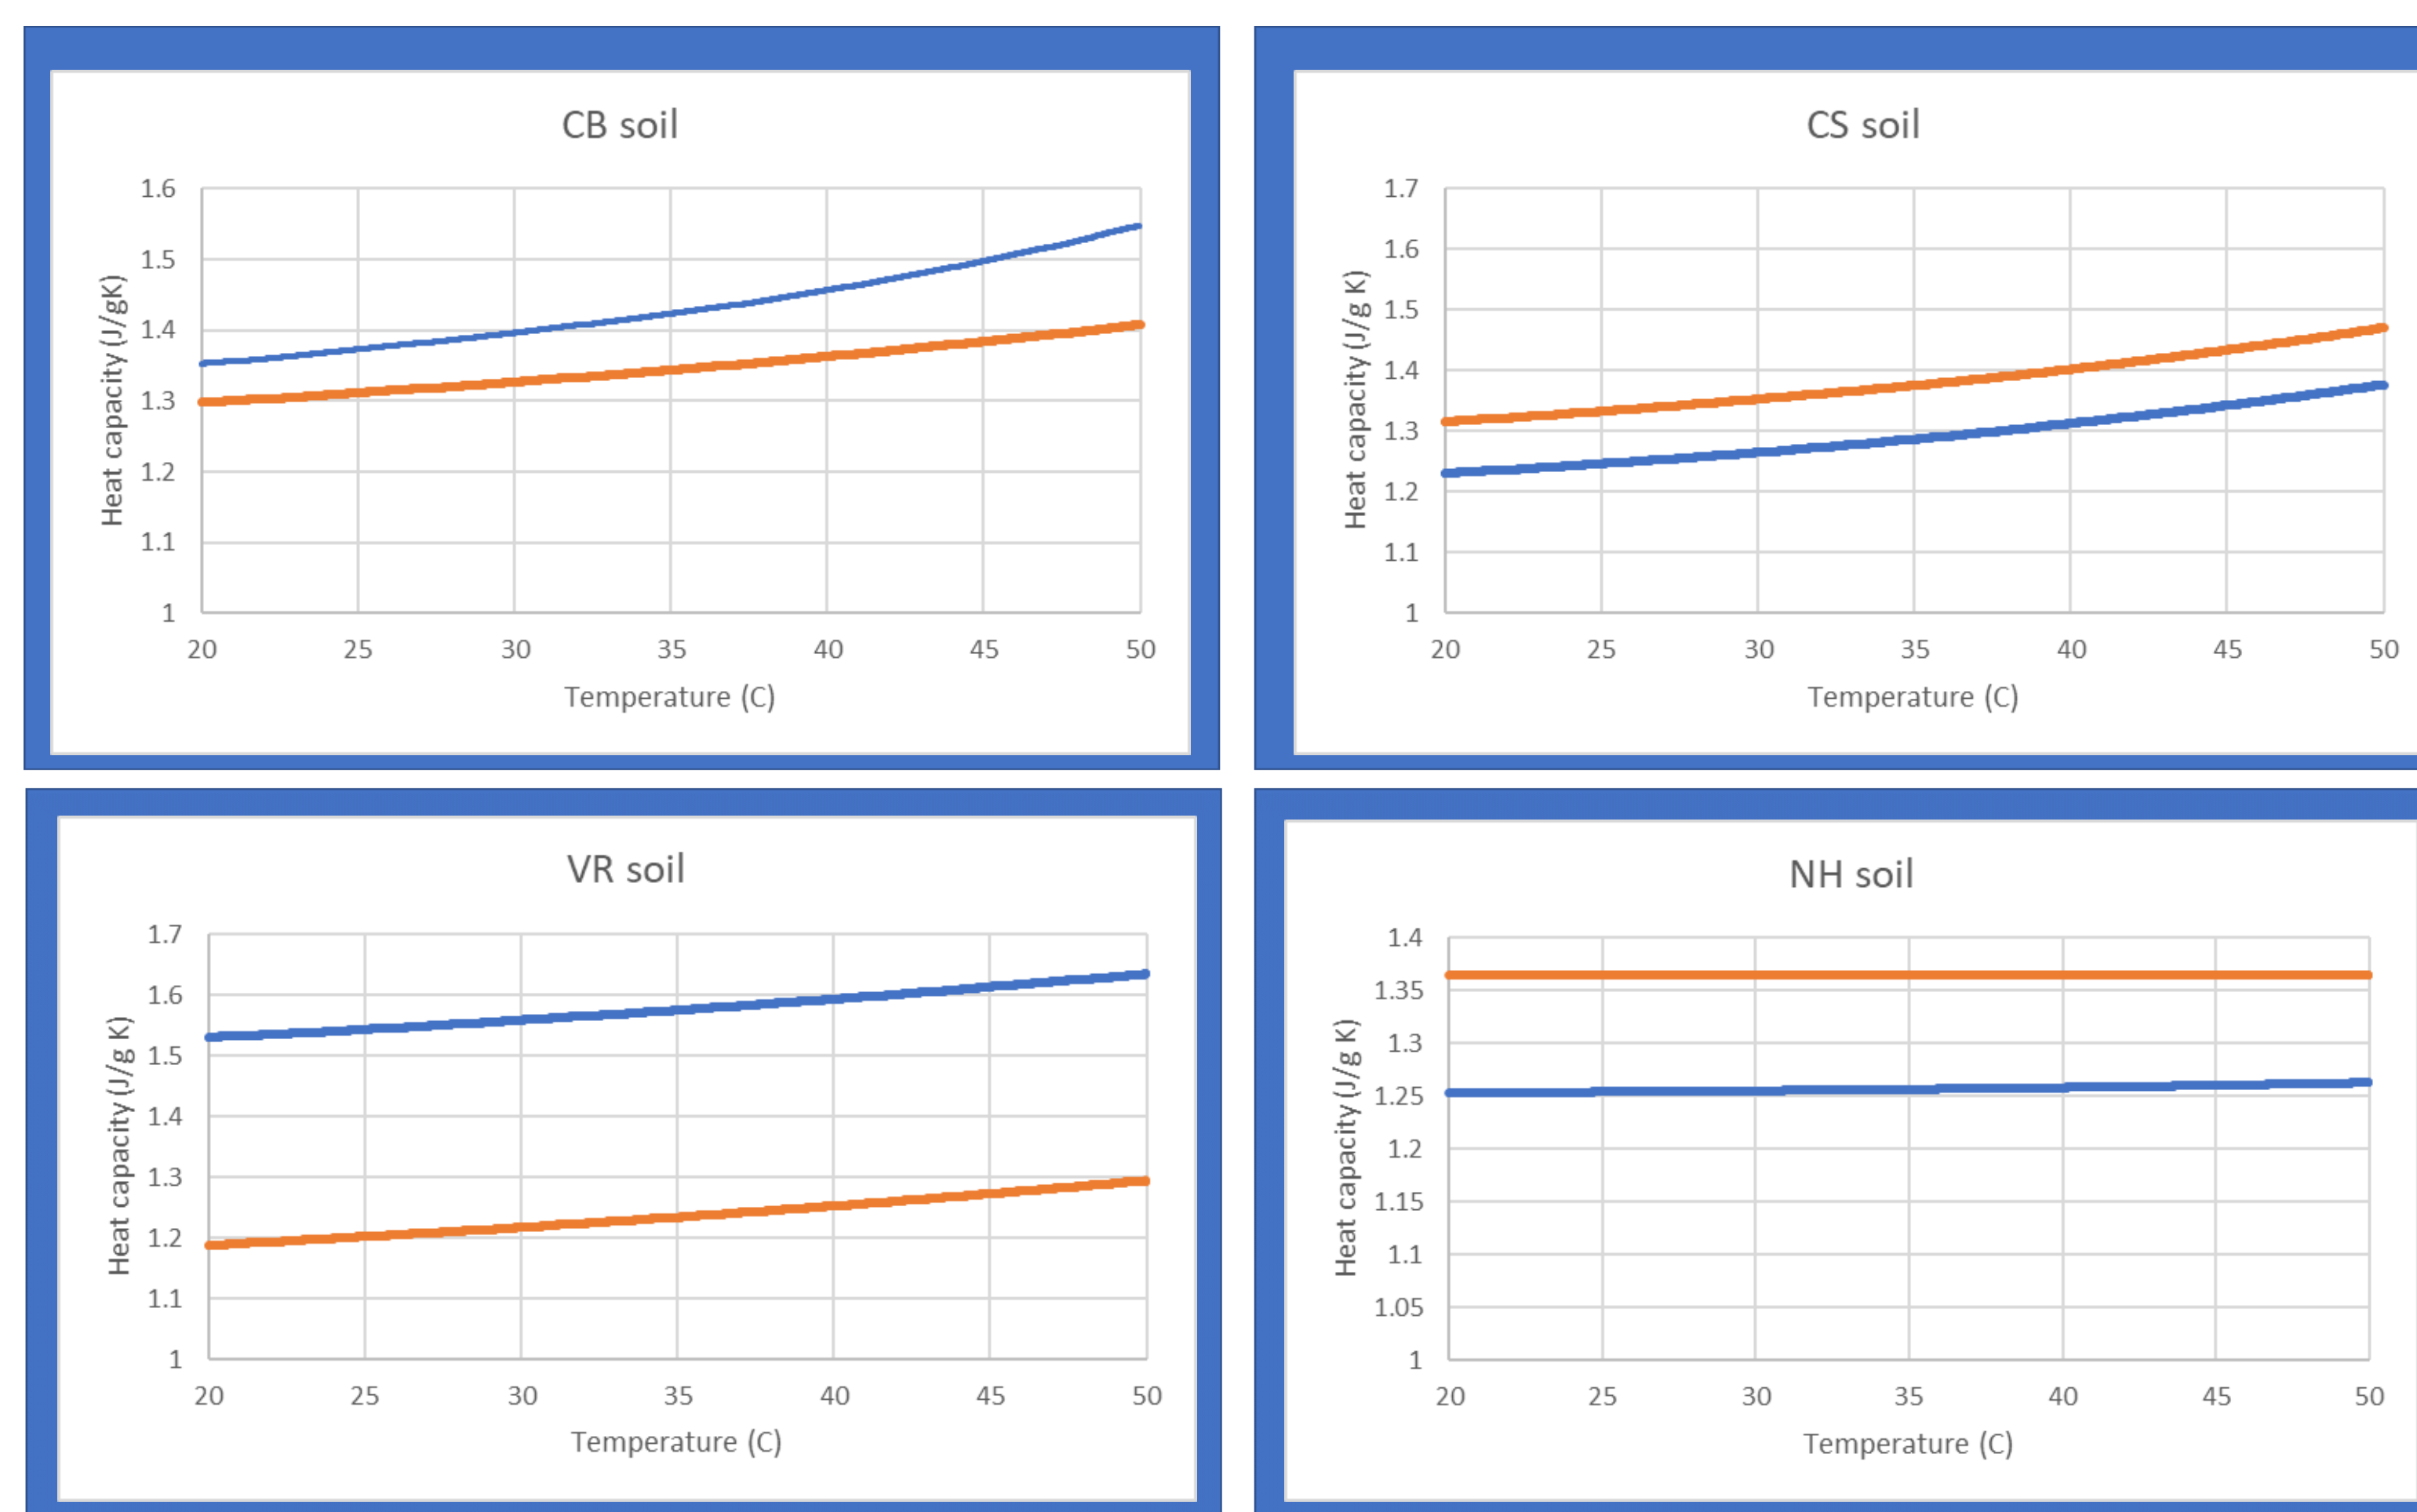 CB soil
1.6
1.5
1.4
1.3
1.2
1.1
1
Heat capacity (J/gK)
20 25 30 35 40 45 50
Temperature (C)
CS soil
1.7
1.6
1.5
1.4
1.3
1.2
1.1
1
Heat capacity (J/g K)
20 25 30 35 40 45 50
Temperature (C)
VR soil
1.7
1.6
1.5
1.4
1.3
1.2
1.1
1
Heat capacity (J/g K)
20 25 30 35 40 45 50
Temperature (C)
NH soil
1.4
1.35
1.3
1.25
1.2
1.15
1.1
1.05
1
Heat capacity (J/g K)
20 25 30 35 40 45 50
Temperature (C)